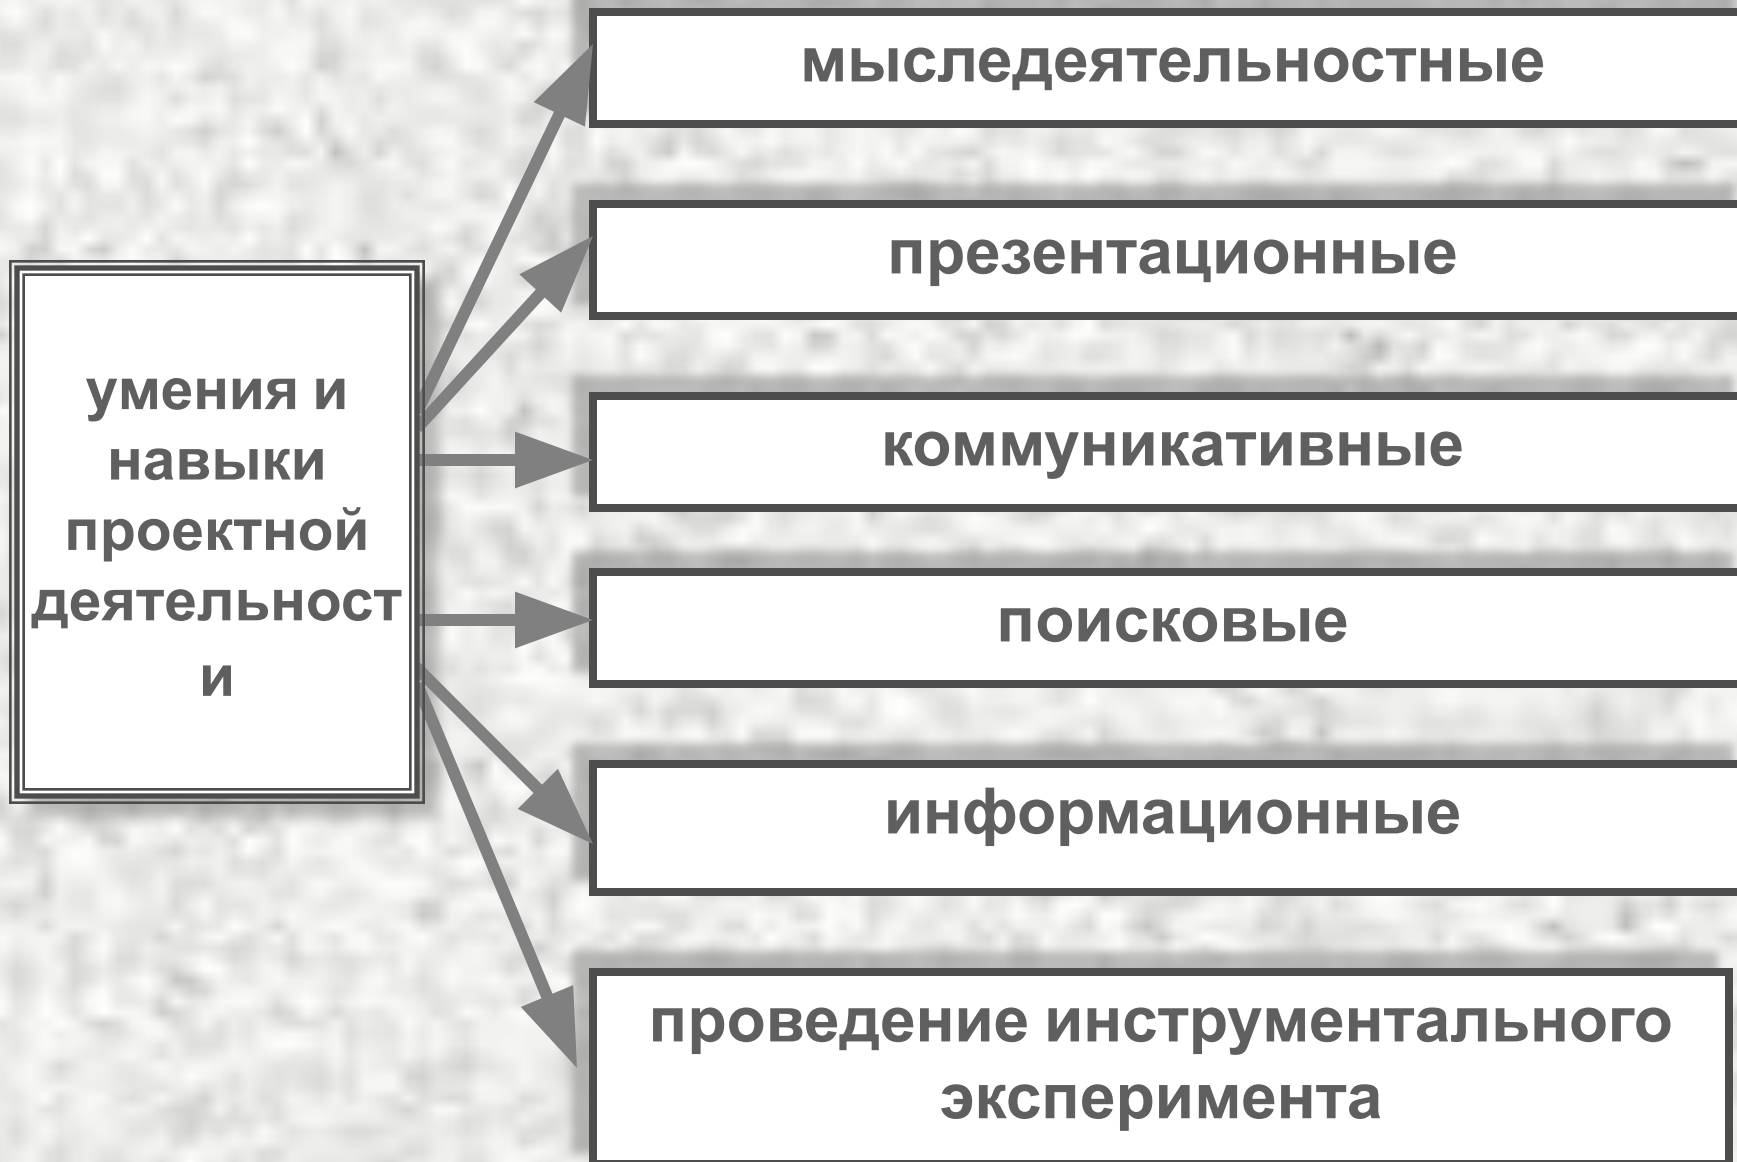 умения и
навыки
проектной
деятельност
и
мыследеятельностные
презентационные
коммуникативные
поисковые
информационные
проведение инструментального
эксперимента